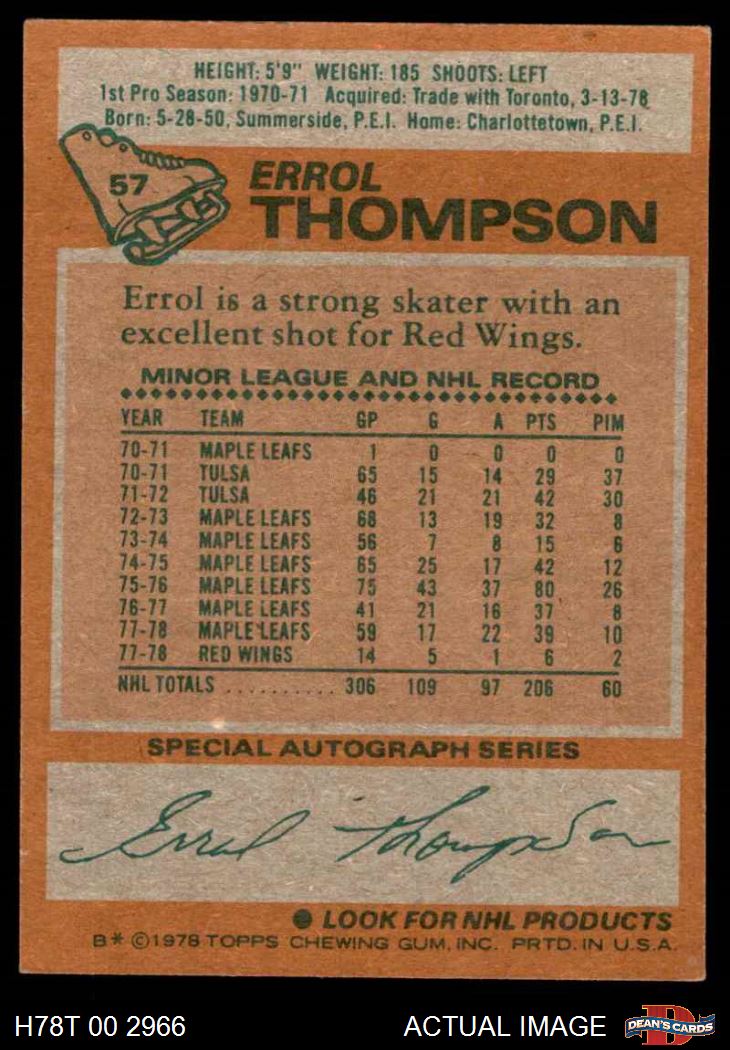 HEIGHT: 5'9" WEIGHT: 185 SHOOTS: LEFT
1st Pro Season: 1970-71 Acquired: Trade with Toronto, 3-13-78
Born: 5-28-50, Summerside, P.E.I. Home: Charlottetown, P.E.I.
57
ERROL
THOMPSON
Errol is a strong skater with an
excellent shot for Red Wings.
MINOR LEAGUE AND NHL RECORD
YEAR TEAM GP G A PTS PIM
70-71 MAPLE LEAFS 1 0 0 0 0
70-71 TULSA 65 15 14 29 37
71-72 TULSA 46 21 21 42 30
72-73 MAPLE LEAFS 68 13 19 32 8
73-74 MAPLE LEAFS 56 7 8 15 6
74-75 MAPLE LEAFS 65 25 17 42 12
75-76 MAPLE LEAFS 75 43 37 80 26
76-77 MAPLE LEAFS 41 21 16 37 8
77-78 MAPLE LEAFS 59 17 22 39 10
77-78 RED WINGS 14 5 1 6 2
NHL TOTALS .......... 306 109 97 206 60
SPECIAL AUTOGRAPH SERIES
Errol Thompson
● LOOK FOR NHL PRODUCTS
B* ©1978 TOPPS CHEWING GUM, INC. PRTD. IN U.S.A.
H78T 00 2966 ACTUAL IMAGE D DEAN'S CARDS